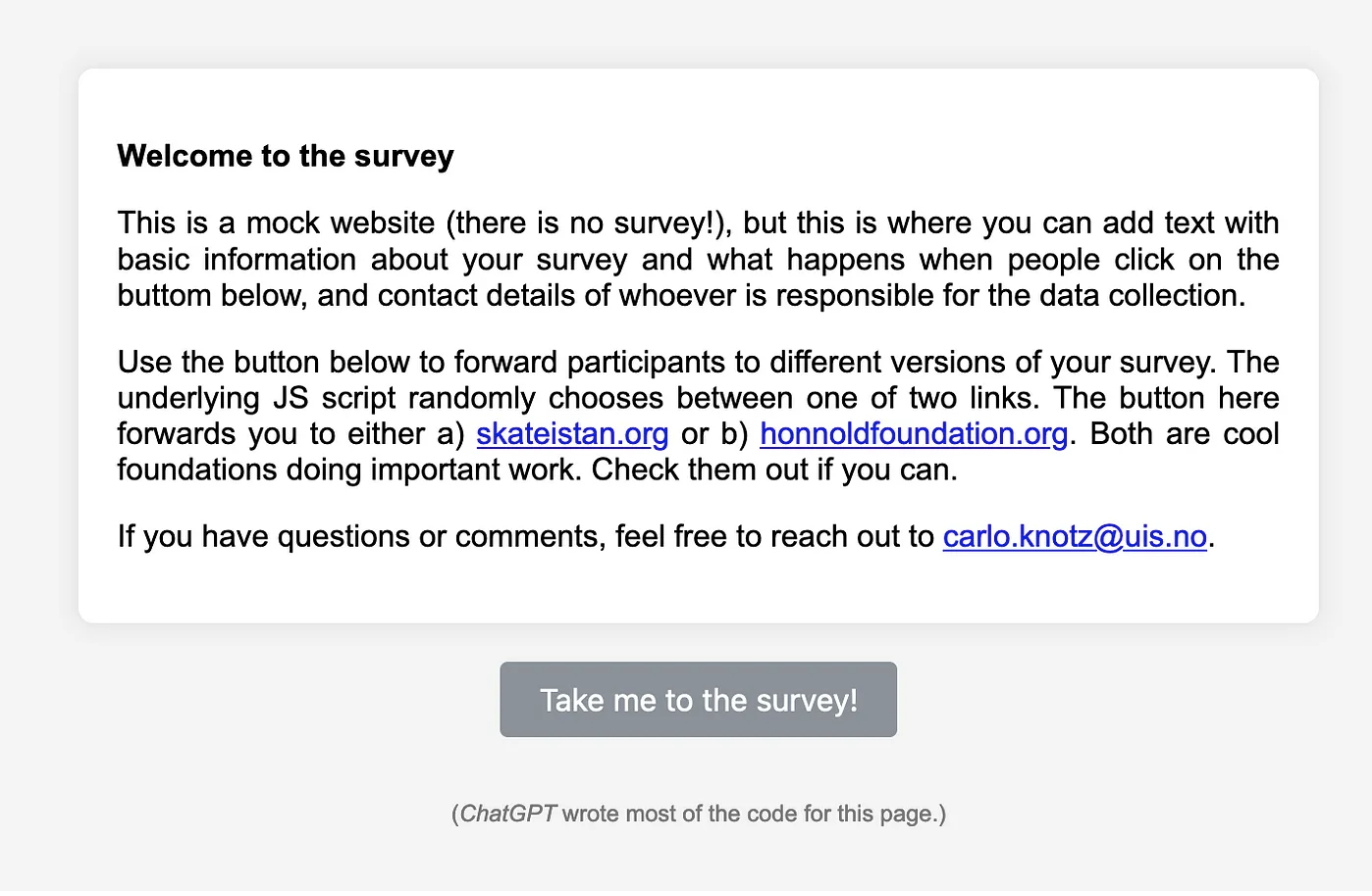 Welcome to the survey
This is a mock website (there is no survey!), but this is where you can add text with
basic information about your survey and what happens when people click on the
buttom below, and contact details of whoever is responsible for the data collection.
Use the button below to forward participants to different versions of your survey. The
underlying JS script randomly chooses between one of two links. The button here
forwards you to either a) skateistan.org or b) honnoldfoundation.org. Both are cool
foundations doing important work. Check them out if you can.
If you have questions or comments, feel free to reach out to carlo.knotz@uis.no.
Take me to the survey!
(ChatGPT wrote most of the code for this page.)